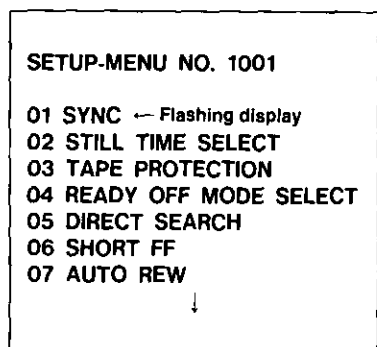 SETUP-MENU NO. 1001
01 SYNC ← Flashing display
02 STILL TIME SELECT
03 TAPE PROTECTION
04 READY OFF MODE SELECT
05 DIRECT SEARCH
06 SHORT FF
07 AUTO REW
↓